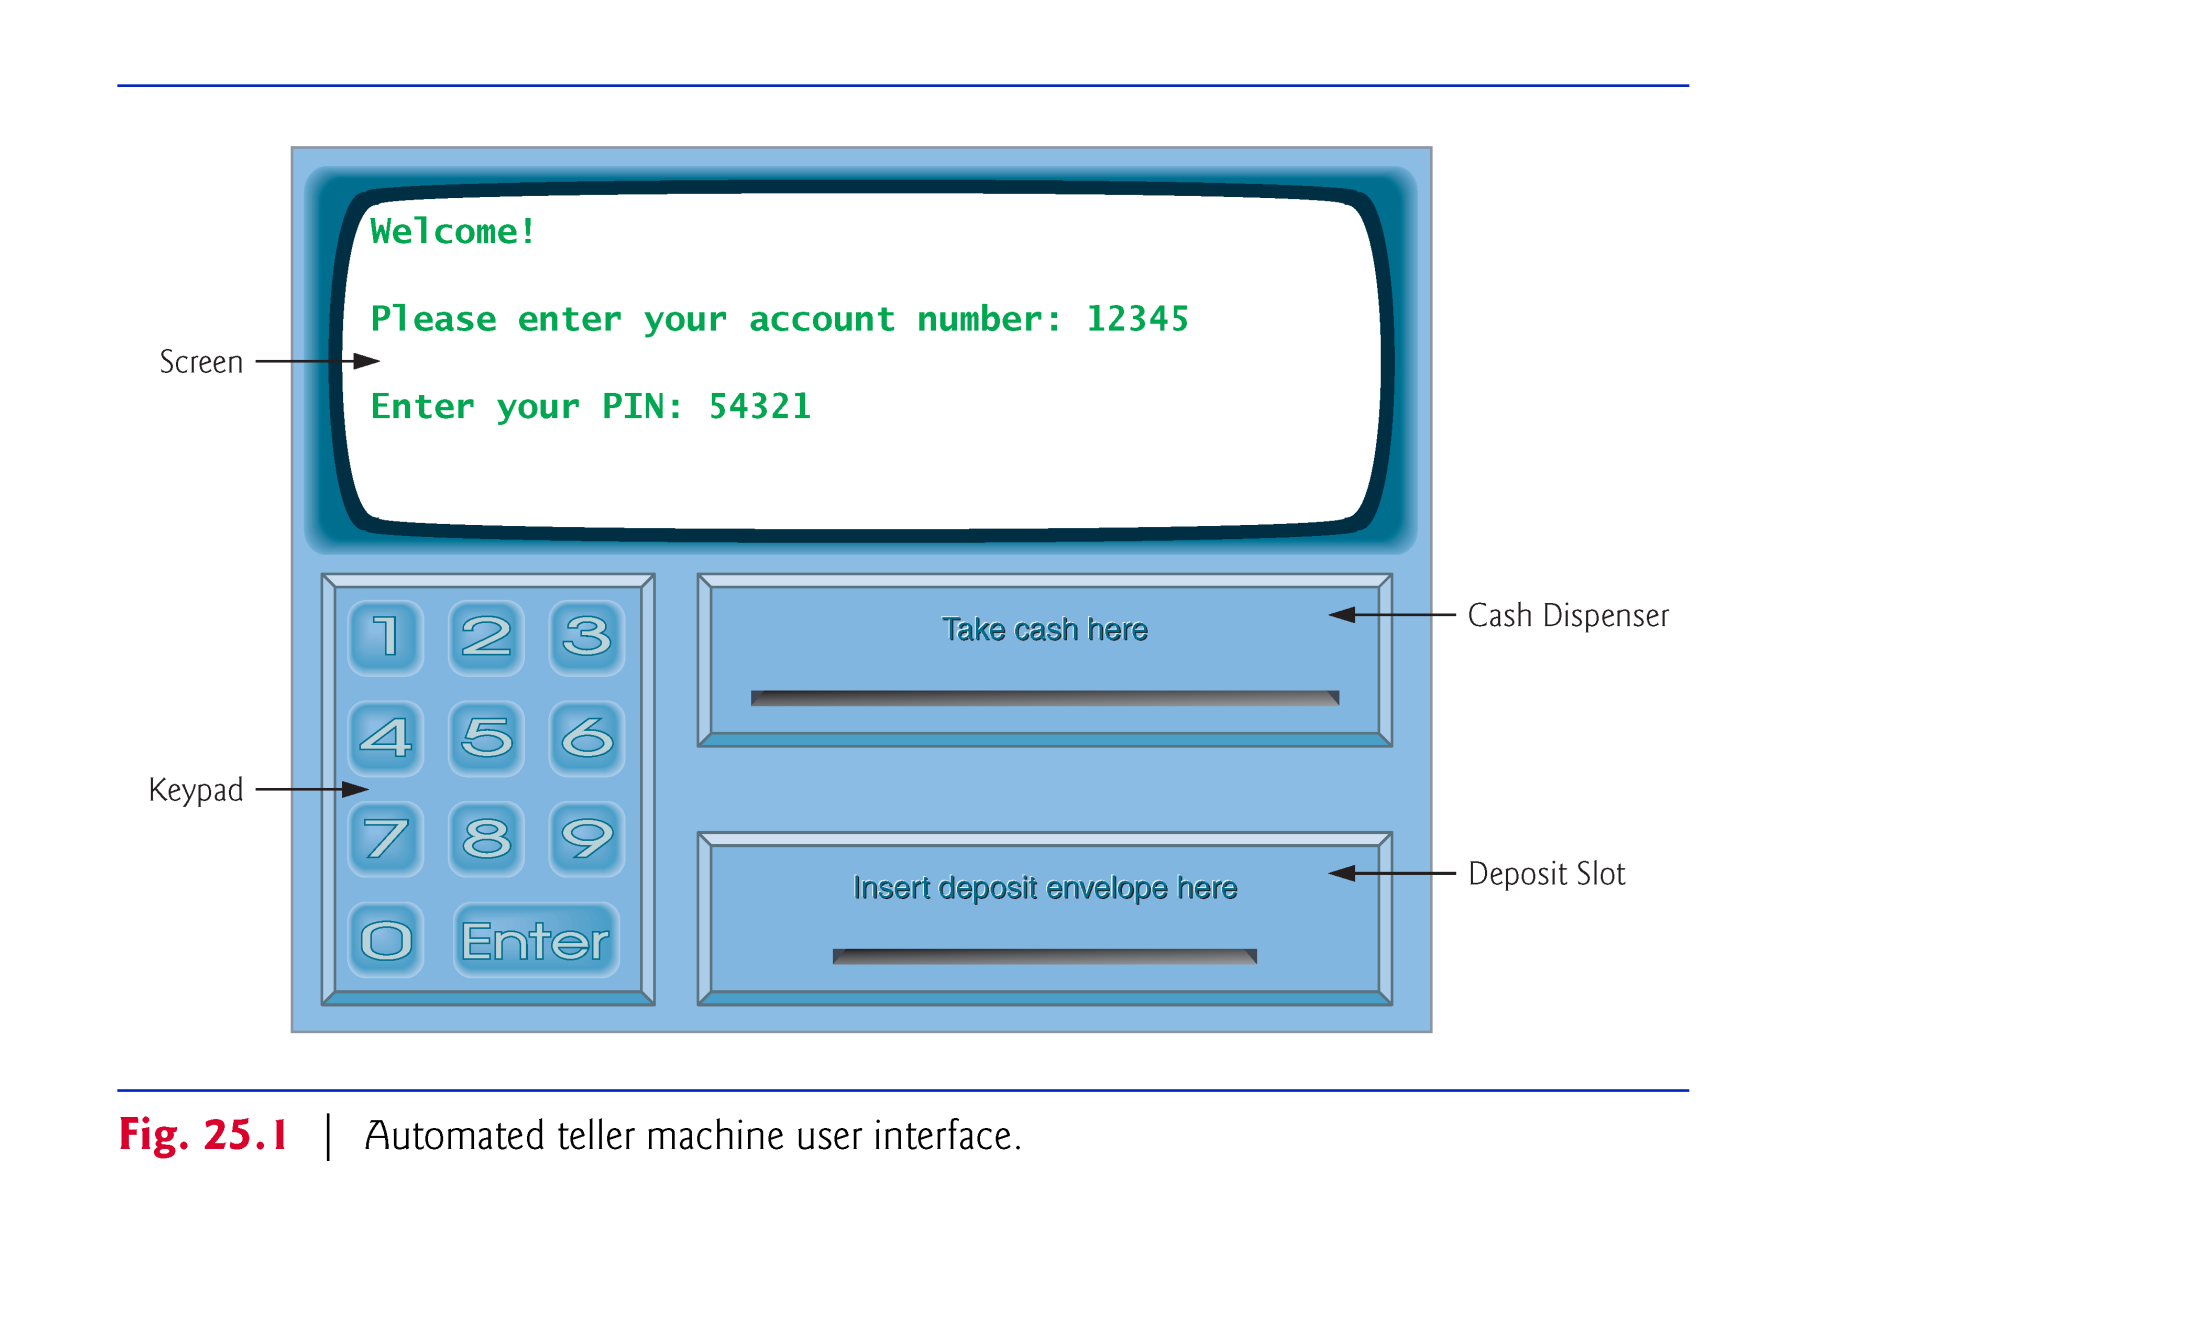 Welcome!
Please enter your account number: 12345
Screen
Enter your PIN: 54321
1 2 3
Take cash here
Cash Dispenser
4 5 6
Keypad
7 8 9
Insert deposit envelope here
Deposit Slot
0 Enter
Fig. 25.1 | Automated teller machine user interface.